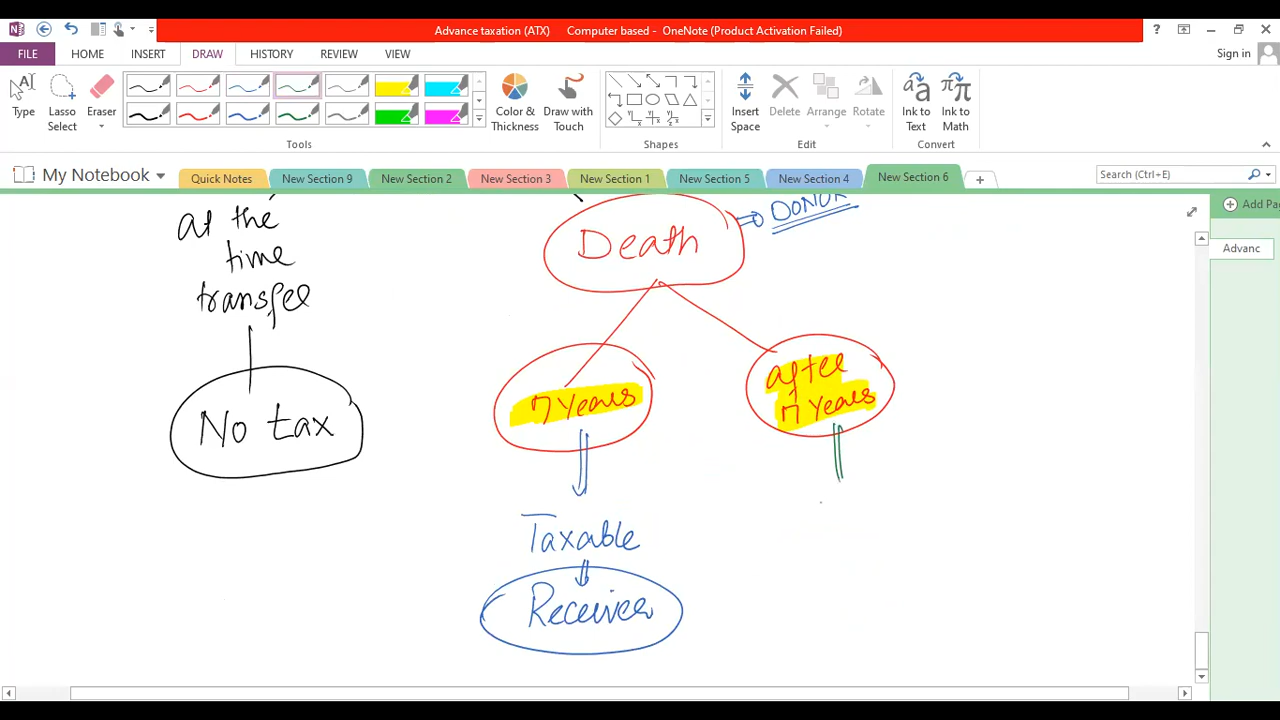 Advance taxation (ATX) Computer based - OneNote (Product Activation Failed)
FILE HOME INSERT DRAW HISTORY REVIEW VIEW Sign in
Type
Lasso Select
Eraser
Color & Thickness
Draw with Touch
Insert Space
Delete
Arrange
Rotate
Ink to Text
Ink to Math
Tools Shapes Edit Convert
My Notebook Quick Notes New Section 9 New Section 2 New Section 3 New Section 1 New Section 5 New Section 4 New Section 6 Search (Ctrl+E)
Add Pa
Advanc
at the
time
transfer
No tax
Death
DONOR
7 Years
after
7 Years
Taxable
Receiver